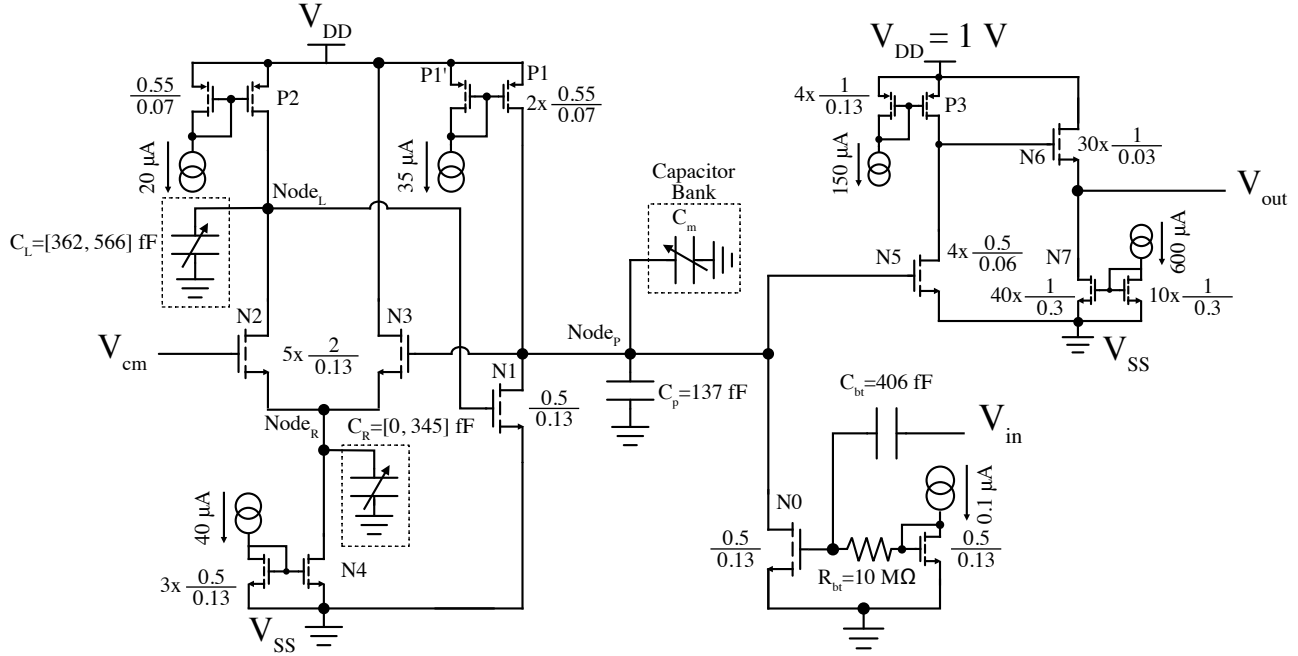 V_DD
0.55/0.07
P2
P1'
P1
2x 0.55/0.07
20 μA
35 μA
Node_L
C_L=[362, 566] fF
N2
N3
V_cm
5x 2/0.13
N1
0.5/0.13
Node_R
C_R=[0, 345] fF
40 μA
3x 0.5/0.13
N4
V_SS
Capacitor
Bank
C_m
Node_P
C_p=137 fF
V_DD = 1 V
4x 1/0.13
P3
150 μA
N6
30x 1/0.03
V_out
N5
4x 0.5/0.06
N7
600 μA
40x 1/0.3
10x 1/0.3
V_SS
C_bt=406 fF
V_in
N0
0.1 μA
0.5/0.13
0.5/0.13
R_bt=10 MΩ